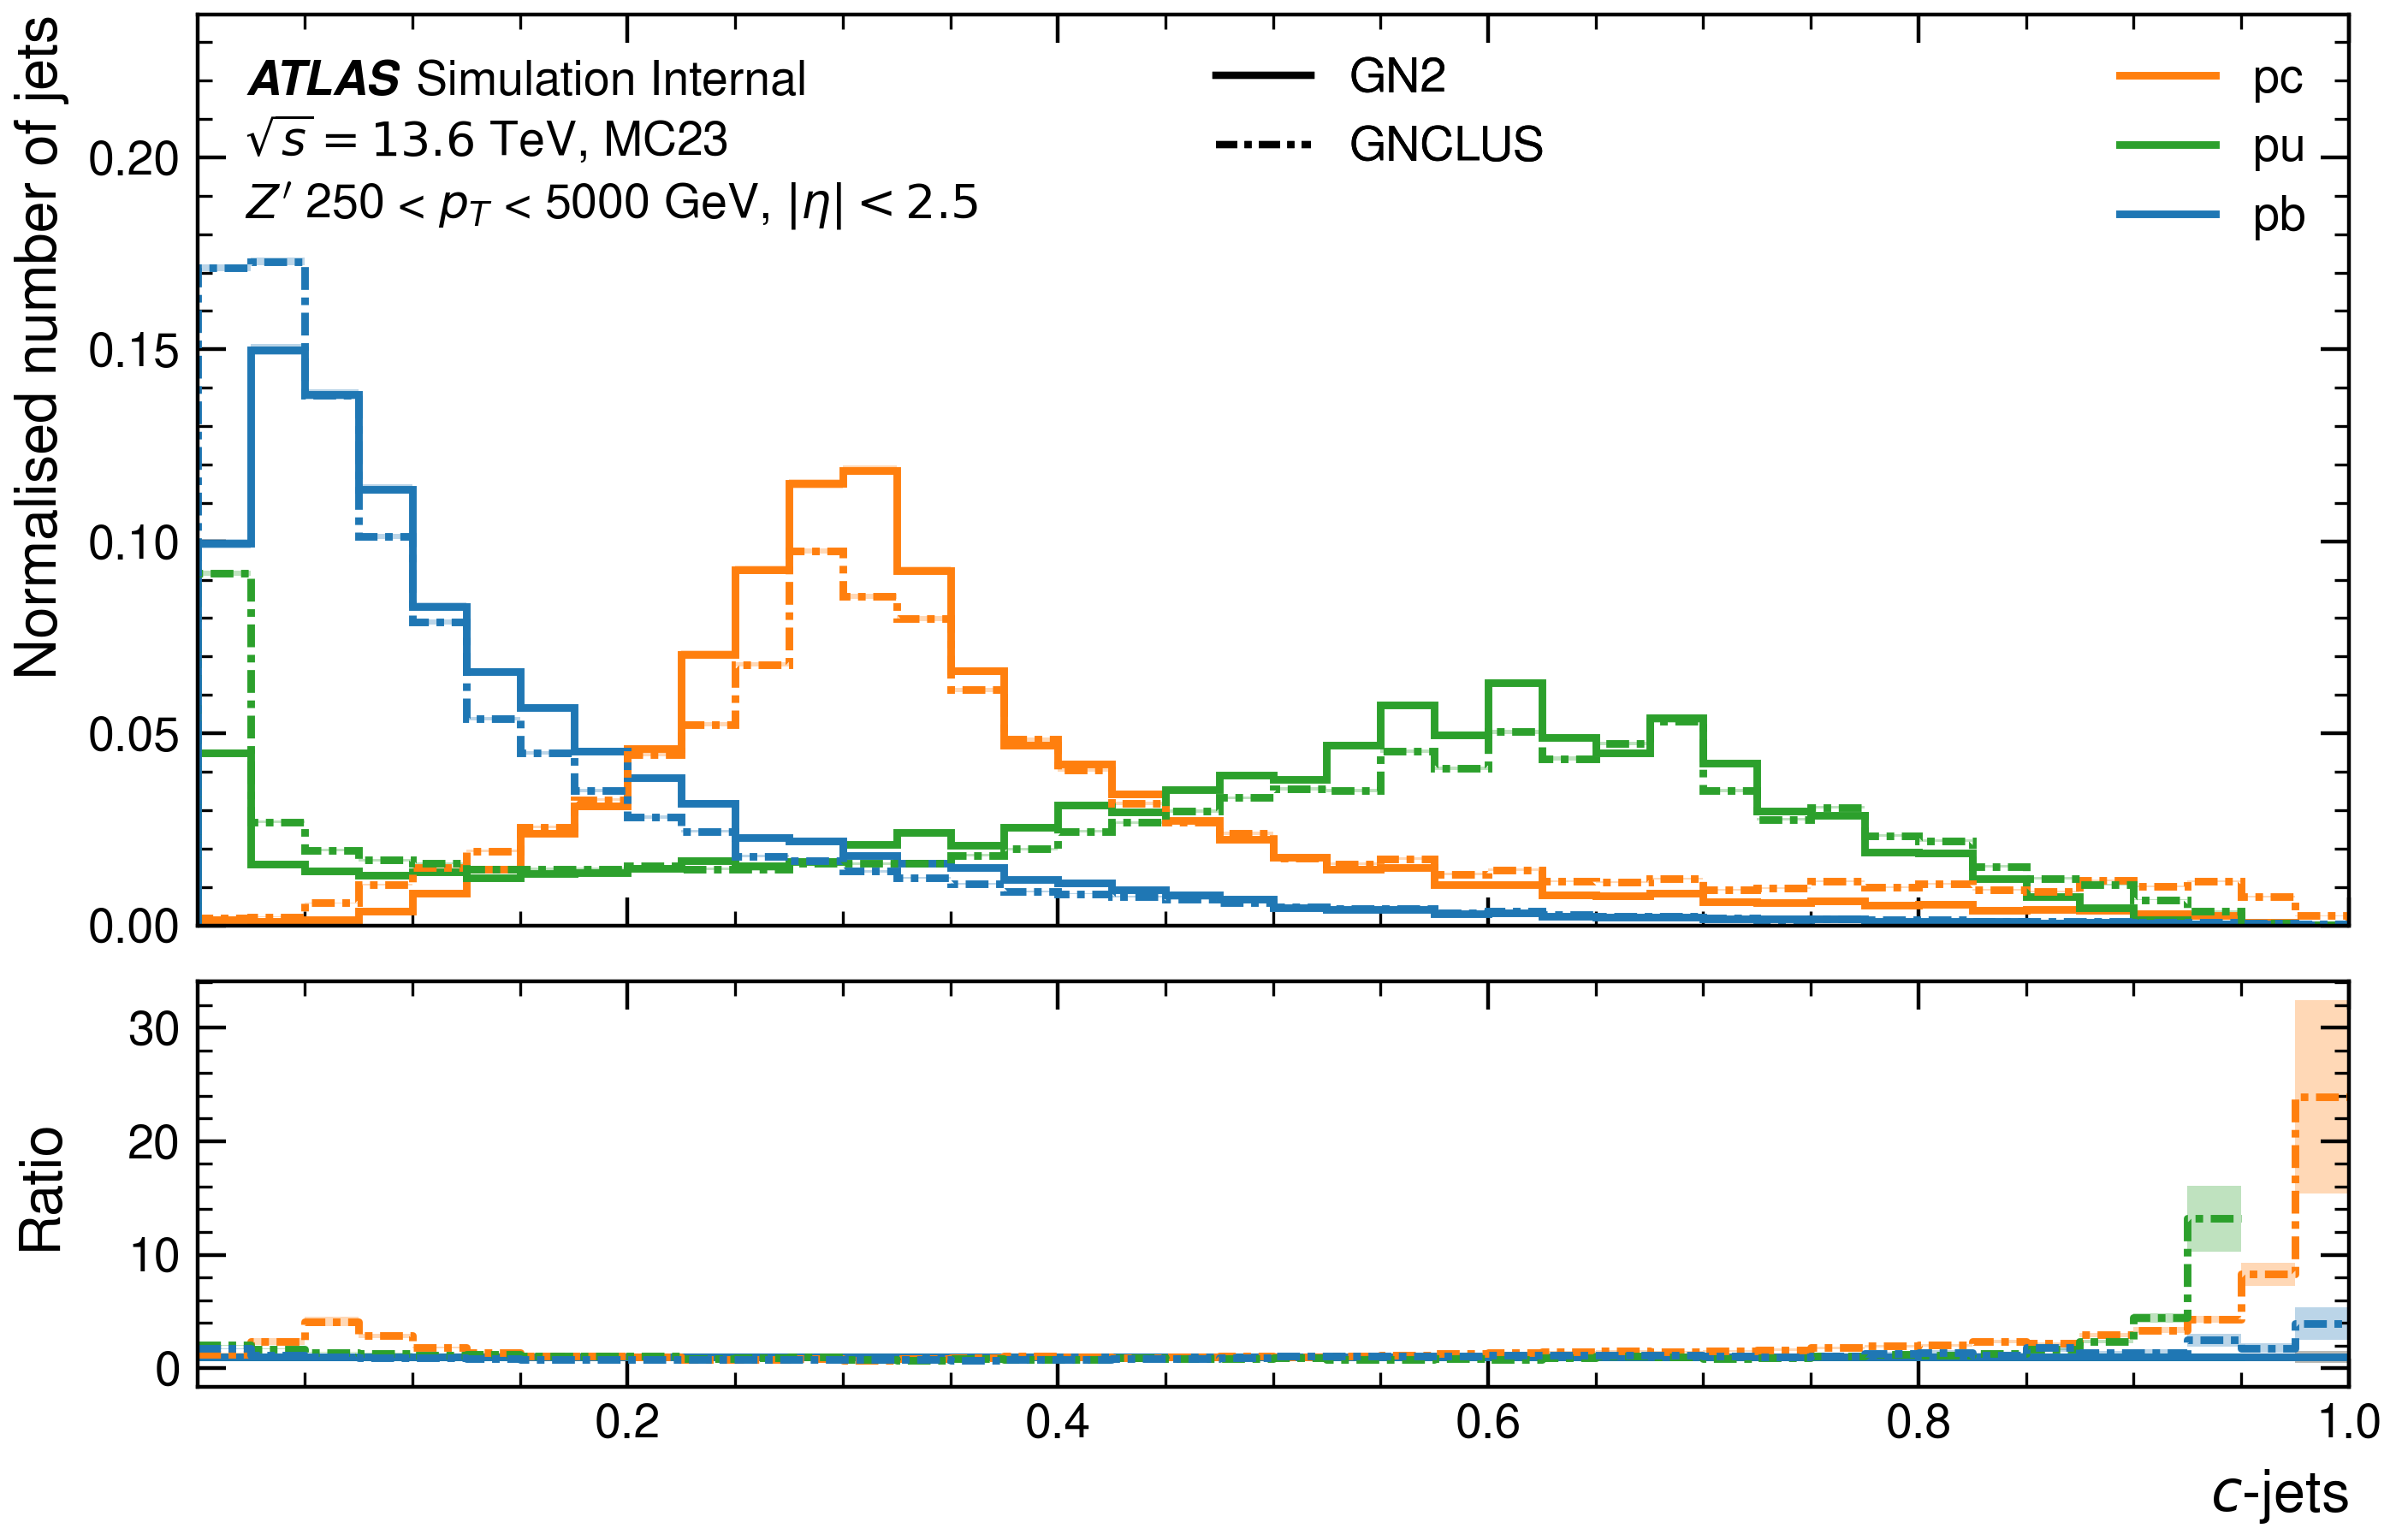 Normalised number of jets
ATLAS Simulation Internal
√s = 13.6 TeV, MC23
Z′ 250 < p_T < 5000 GeV, |η| < 2.5
GN2
GNCLUS
pc
pu
pb
0.20
0.15
0.10
0.05
0.00
Ratio
30
20
10
0
0.2 0.4 0.6 0.8 1.0
c-jets